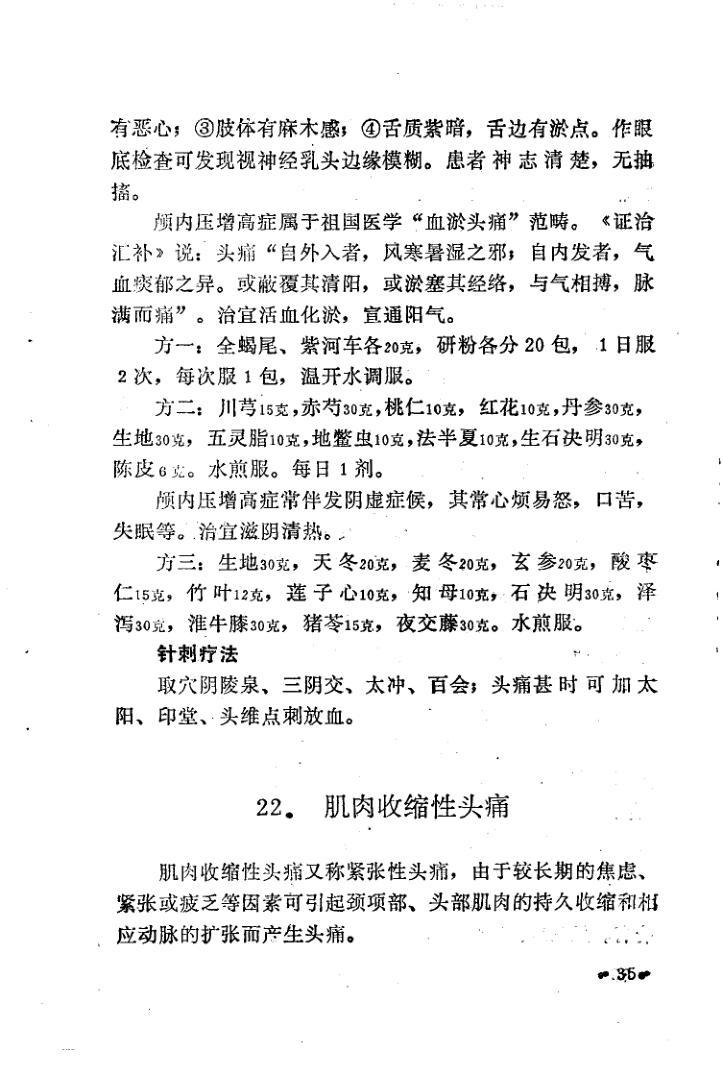 有恶心；③肢体有麻木感；④舌质紫暗，舌边有淤点。作眼
底检查可发现视神经乳头边缘模糊。患者神志清楚，无抽
搐。
颅内压增高症属于祖国医学“血淤头痛”范畴。《证治
汇补》说：头痛“自外入者，风寒暑湿之邪；自内发者，气
血痰郁之异。或蔽覆其清阳，或淤塞其经络，与气相搏，脉
满而痛”。治宜活血化淤，宣通阳气。
方一：全蝎尾、紫河车各20克，研粉各分20包，1日服
2次，每次服1包，温开水调服。
方二：川芎15克，赤芍30克，桃仁10克，红花10克，丹参30克，
生地30克，五灵脂10克，地鳖虫10克，法半夏10克，生石决明30克，
陈皮6克。水煎服。每日1剂。
颅内压增高症常伴发阴虚症候，其常心烦易怒，口苦，
失眠等。治宜滋阴清热。
方三：生地30克，天冬20克，麦冬20克，玄参20克，酸枣
仁15克，竹叶12克，莲子心10克，知母10克，石决明30克，泽
泻30克，淮牛膝30克，猪苓15克，夜交藤30克。水煎服。
针刺疗法
取穴阴陵泉、三阴交、太冲、百会；头痛甚时可加太
阳、印堂、头维点刺放血。
22．肌肉收缩性头痛
肌肉收缩性头痛又称紧张性头痛，由于较长期的焦虑、
紧张或疲乏等因素可引起颈项部、头部肌肉的持久收缩和相
应动脉的扩张而产生头痛。
•35•